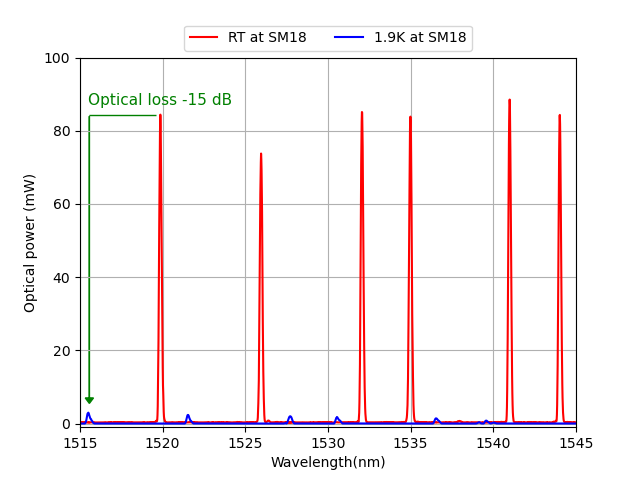 RT at SM18
1.9K at SM18
Optical loss -15 dB
Optical power (mW)
100
80
60
40
20
0
1515 1520 1525 1530 1535 1540 1545
Wavelength(nm)